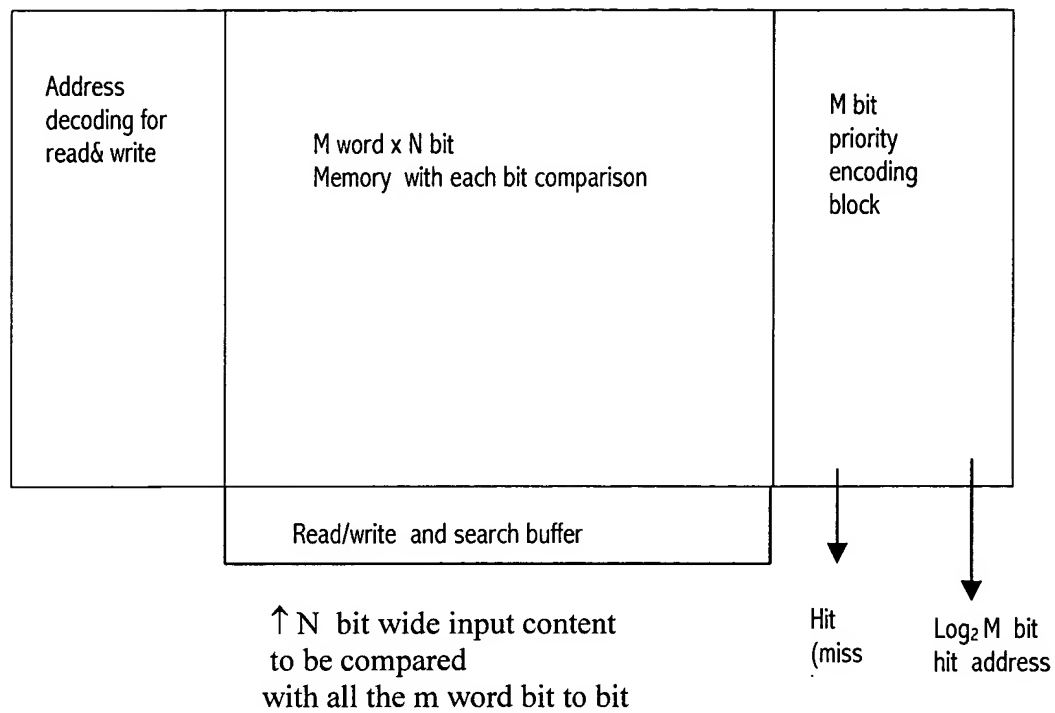 Address
decoding for
read& write
M word x N bit
Memory with each bit comparison
M bit
priority
encoding
block
Read/write and search buffer
↑ N bit wide input content
to be compared
with all the m word bit to bit
Hit
(miss
Log₂ M bit
hit address